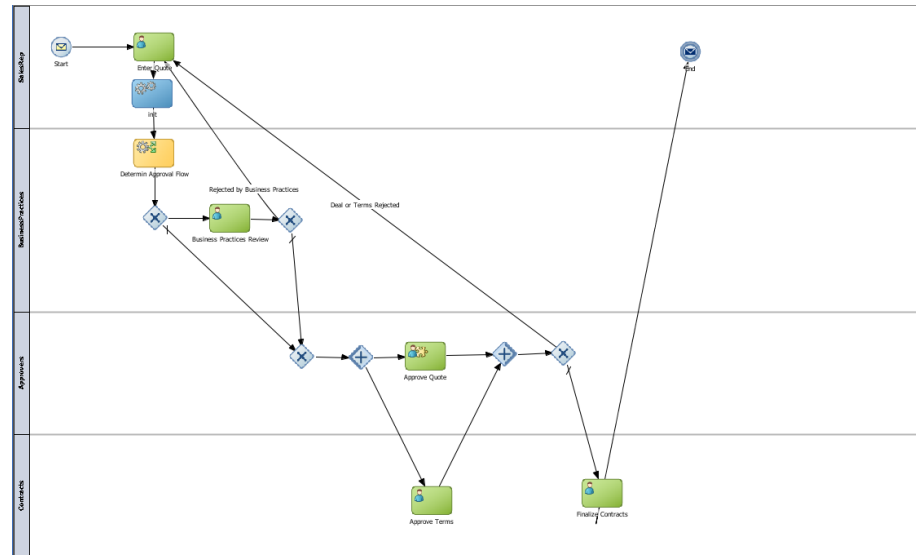 SalesRep
Start
Enter Quote
Init
End
BusinessPractices
Determin Approval Flow
Rejected by Business Practices
Business Practices Review
Deal or Terms Rejected
Approvers
Approve Quote
Contracts
Approve Terms
Finalize Contracts